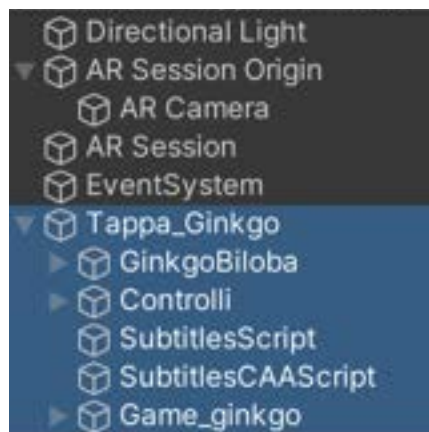 Directional Light
AR Session Origin
AR Camera
AR Session
EventSystem
Tappa_Ginkgo
GinkgoBiloba
Controlli
SubtitlesScript
SubtitlesCAAScript
Game_ginkgo